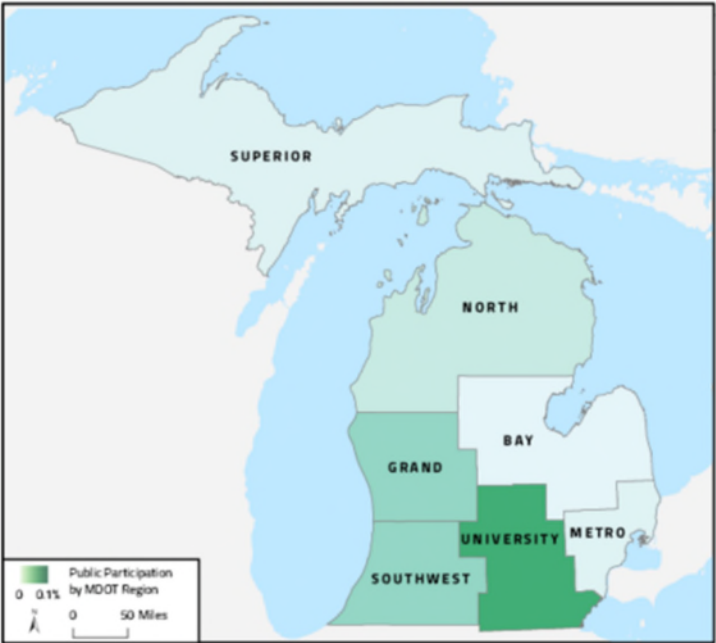 SUPERIOR
NORTH
BAY
GRAND
UNIVERSITY
METRO
SOUTHWEST
Public Participation
by MDOT Region
0 0.1%
N
0 50 Miles